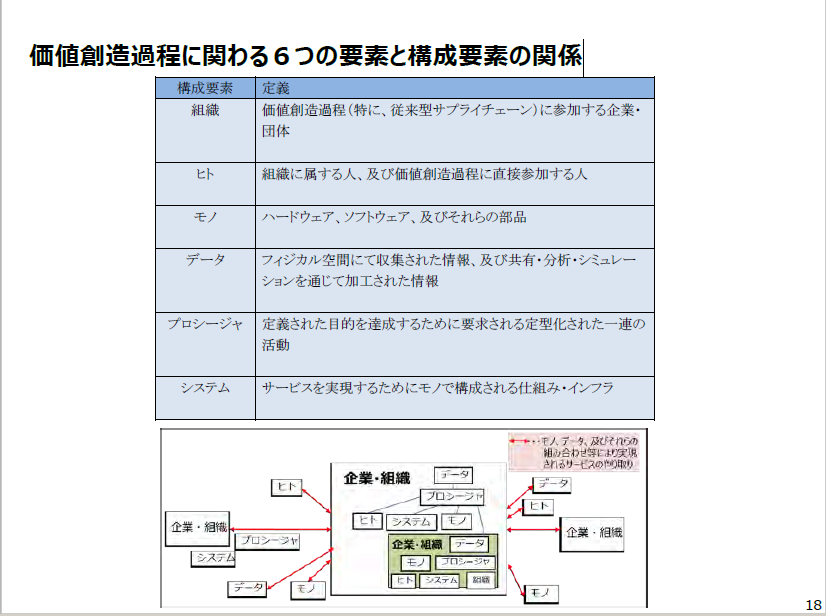 価値創造過程に関わる６つの要素と構成要素の関係
構成要素
定義
組織
価値創造過程（特に、従来型サプライチェーン）に参加する企業・
団体
ヒト
組織に属する人、及び価値創造過程に直接参加する人
モノ
ハードウェア、ソフトウェア、及びそれらの部品
データ
フィジカル空間にて収集された情報、及び共有・分析・シミュレー
ションを通じて加工された情報
プロシージャ
定義された目的を達成するために要求される定型化された一連の
活動
システム
サービスを実現するためにモノで構成される仕組み・インフラ
・・モノ、データ、及びそれらの
組み合わせ等により実現
されるサービスのやり取り
企業・組織
データ
プロシージャ
ヒト
システム
モノ
企業・組織
データ
モノ
プロシージャ
ヒト
システム
組織
ヒト
企業・組織
プロシージャ
システム
データ
モノ
データ
ヒト
企業・組織
モノ
18